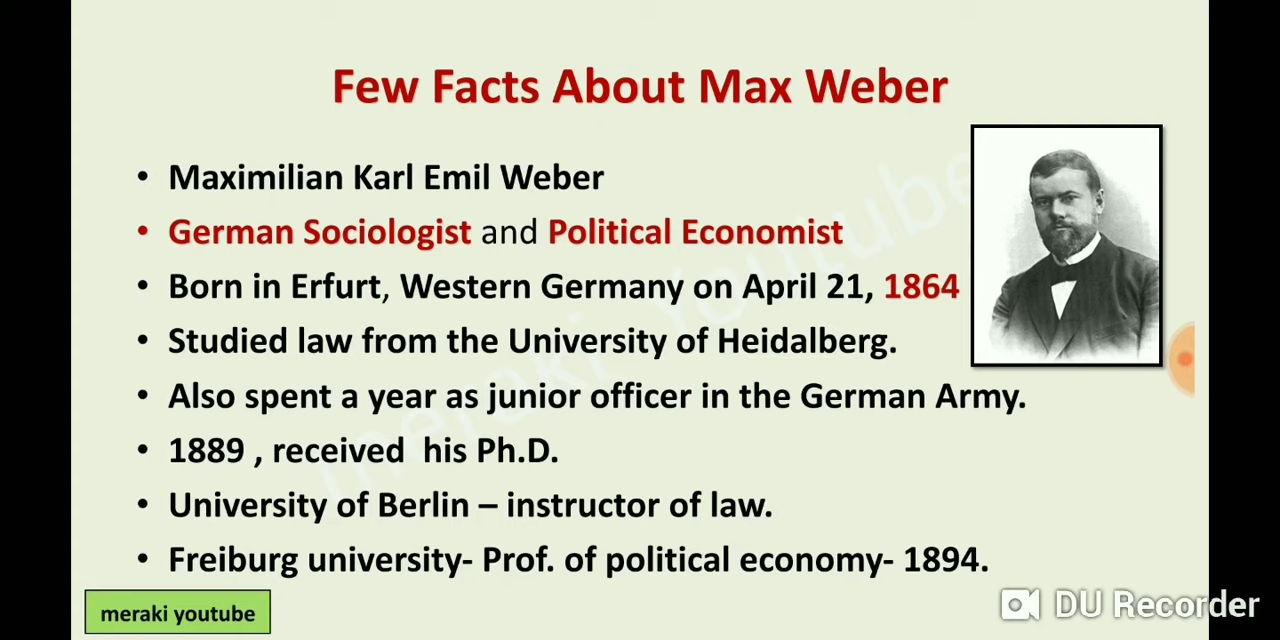 Few Facts About Max Weber
• Maximilian Karl Emil Weber
• German Sociologist and Political Economist
• Born in Erfurt, Western Germany on April 21, 1864
• Studied law from the University of Heidalberg.
• Also spent a year as junior officer in the German Army.
• 1889 , received his Ph.D.
• University of Berlin – instructor of law.
• Freiburg university- Prof. of political economy- 1894.
meraki Youtube
meraki youtube
DU Recorder